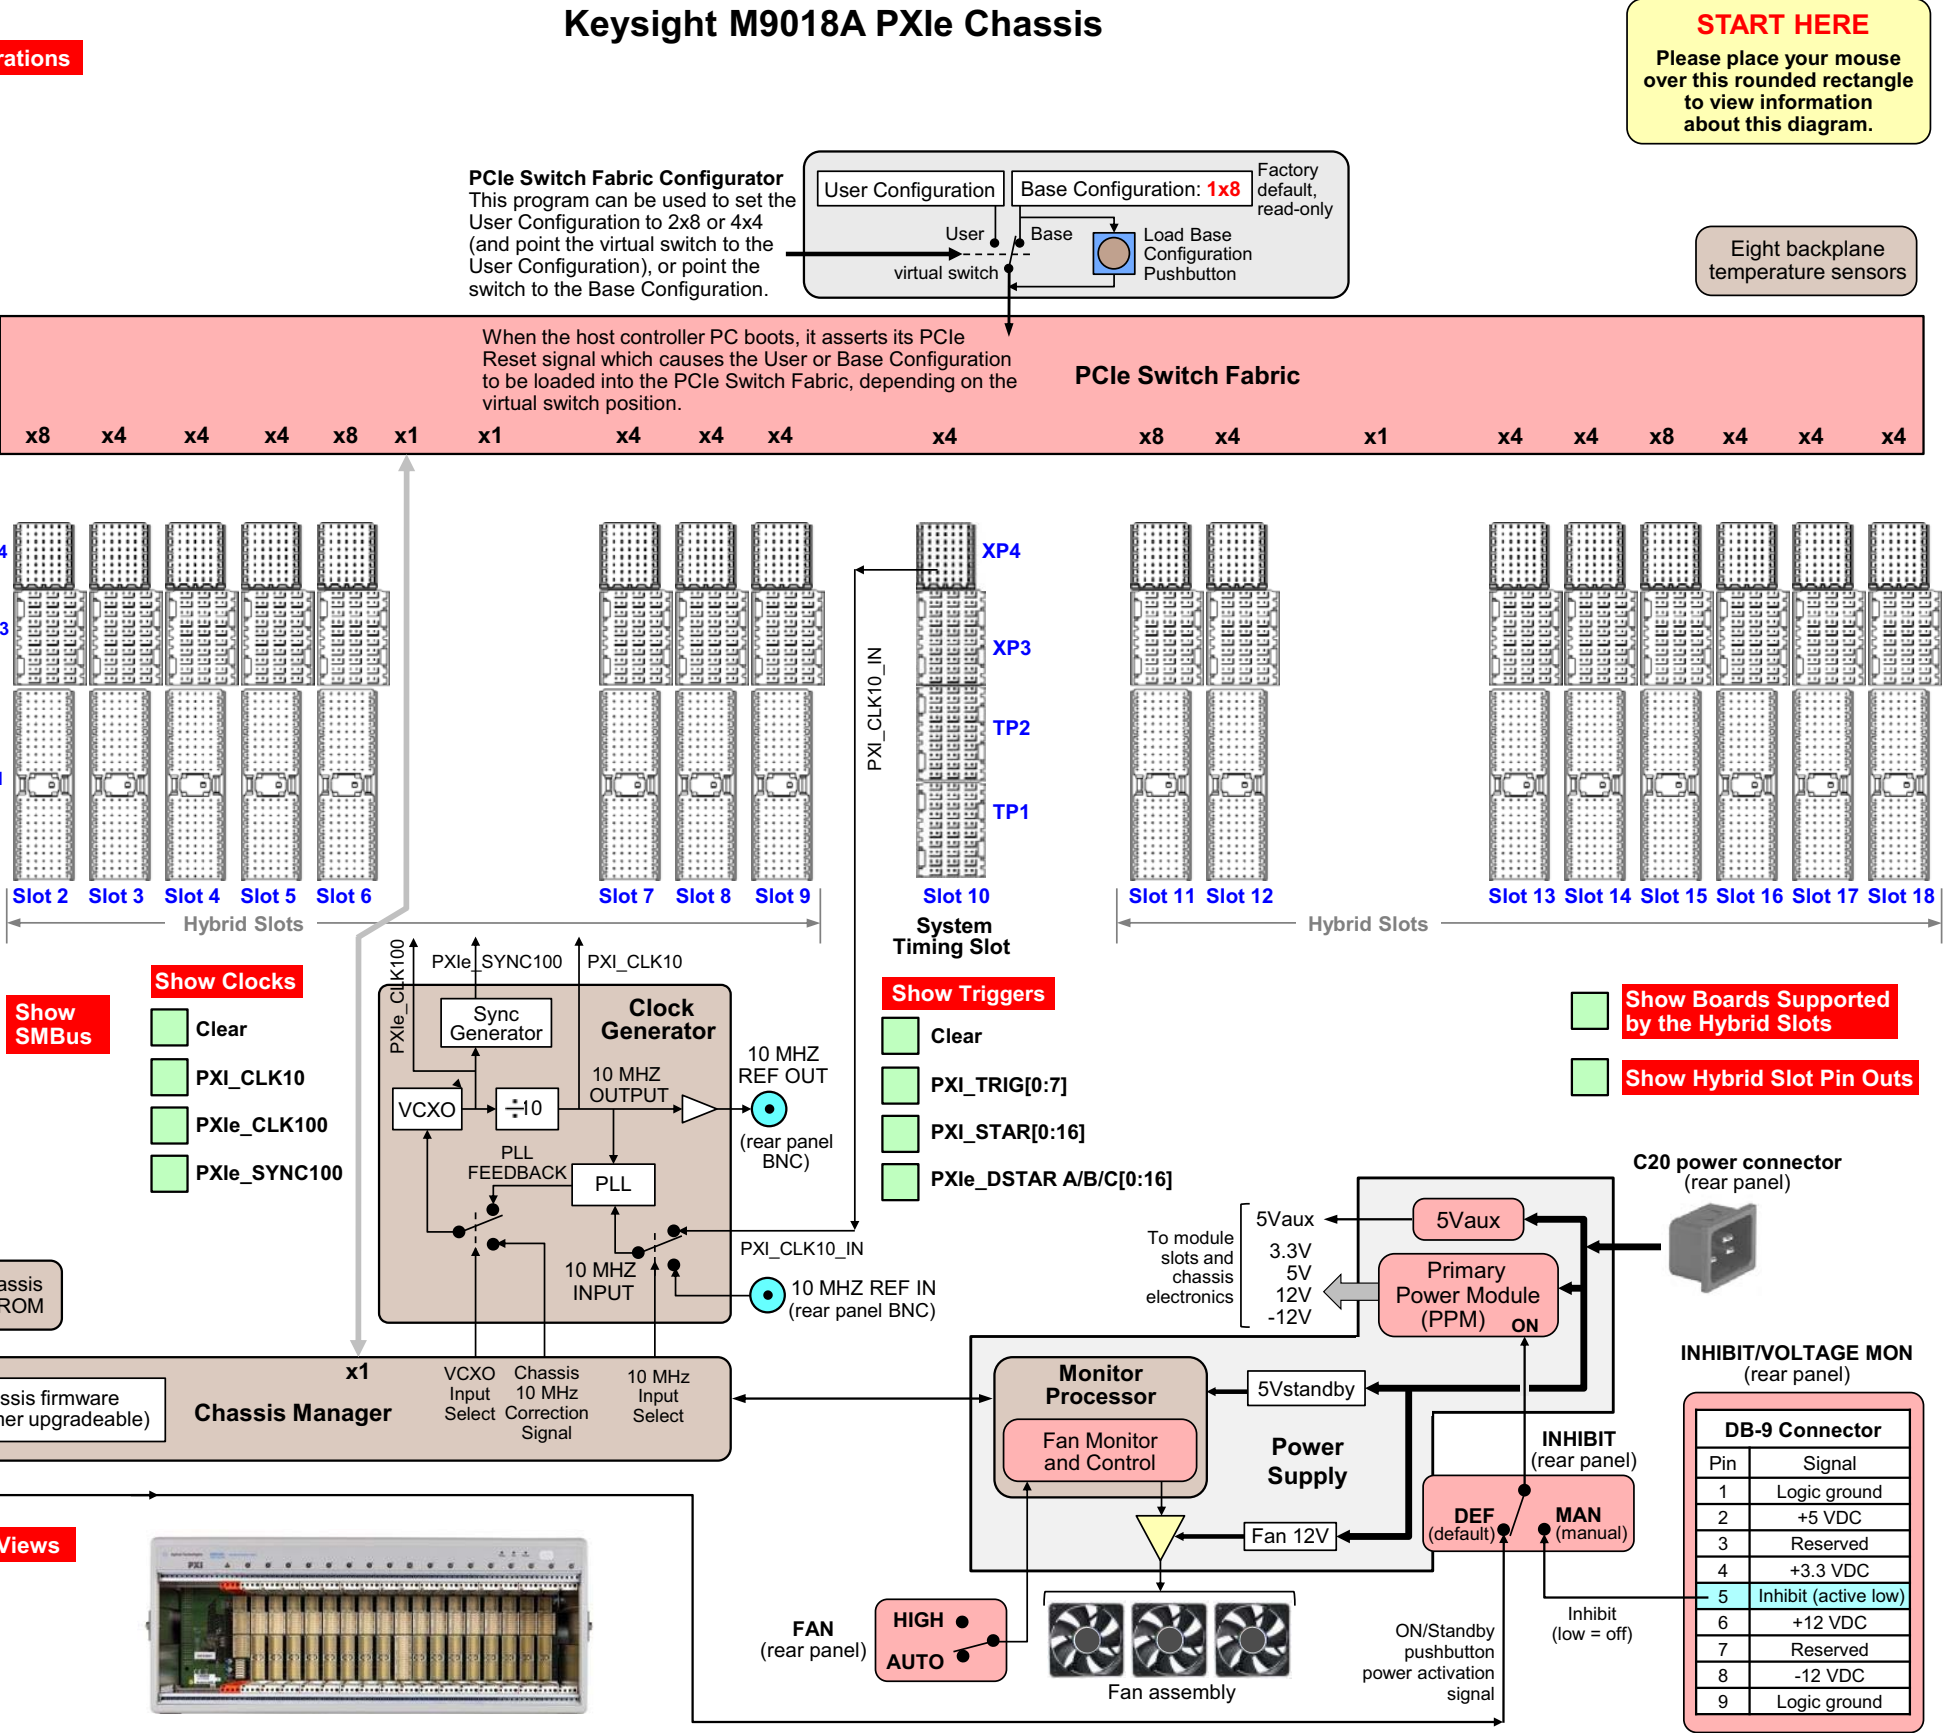 Keysight M9018A PXIe Chassis
START HERE
Please place your mouse
over this rounded rectangle
to view information
about this diagram.
rations
PCIe Switch Fabric Configurator
This program can be used to set the
User Configuration to 2x8 or 4x4
(and point the virtual switch to the
User Configuration), or point the
switch to the Base Configuration.
User Configuration
Base Configuration: 1x8
Factory
default,
read-only
User
Base
virtual switch
Load Base
Configuration
Pushbutton
Eight backplane
temperature sensors
When the host controller PC boots, it asserts its PCIe
Reset signal which causes the User or Base Configuration
to be loaded into the PCIe Switch Fabric, depending on the
virtual switch position.
PCIe Switch Fabric
x8 x4 x4 x4 x8 x1 x1 x4 x4 x4 x4 x8 x4 x1 x4 x4 x8 x4 x4 x4
4
3
XP4
XP3
TP2
TP1
PXI_CLK10_IN
Slot 2 Slot 3 Slot 4 Slot 5 Slot 6 Slot 7 Slot 8 Slot 9 Slot 10 Slot 11 Slot 12 Slot 13 Slot 14 Slot 15 Slot 16 Slot 17 Slot 18
Hybrid Slots
System
Timing Slot
Hybrid Slots
Show
SMBus
Show Clocks
Clear
PXI_CLK10
PXIe_CLK100
PXIe_SYNC100
PXIe_CLK100
PXIe_SYNC100
PXI_CLK10
Sync
Generator
Clock
Generator
VCXO
÷10
10 MHZ
OUTPUT
10 MHZ
REF OUT
(rear panel
BNC)
PLL
FEEDBACK
PLL
10 MHZ
INPUT
PXI_CLK10_IN
10 MHZ REF IN
(rear panel BNC)
Show Triggers
Clear
PXI_TRIG[0:7]
PXI_STAR[0:16]
PXIe_DSTAR A/B/C[0:16]
Show Boards Supported
by the Hybrid Slots
Show Hybrid Slot Pin Outs
C20 power connector
(rear panel)
To module
slots and
chassis
electronics
5Vaux
3.3V
5V
12V
-12V
5Vaux
Primary
Power Module
(PPM)
ON
assis
ROM
ssis firmware
ner upgradeable)
Chassis Manager
x1
VCXO
Input
Select
Chassis
10 MHz
Correction
Signal
10 MHz
Input
Select
Monitor
Processor
Fan Monitor
and Control
5Vstandby
Power
Supply
Fan 12V
INHIBIT
(rear panel)
DEF
(default)
MAN
(manual)
INHIBIT/VOLTAGE MON
(rear panel)
DB-9 Connector
Pin Signal
1 Logic ground
2 +5 VDC
3 Reserved
4 +3.3 VDC
5 Inhibit (active low)
6 +12 VDC
7 Reserved
8 -12 VDC
9 Logic ground
Inhibit
(low = off)
ON/Standby
pushbutton
power activation
signal
Views
PXI
FAN
(rear panel)
HIGH
AUTO
Fan assembly